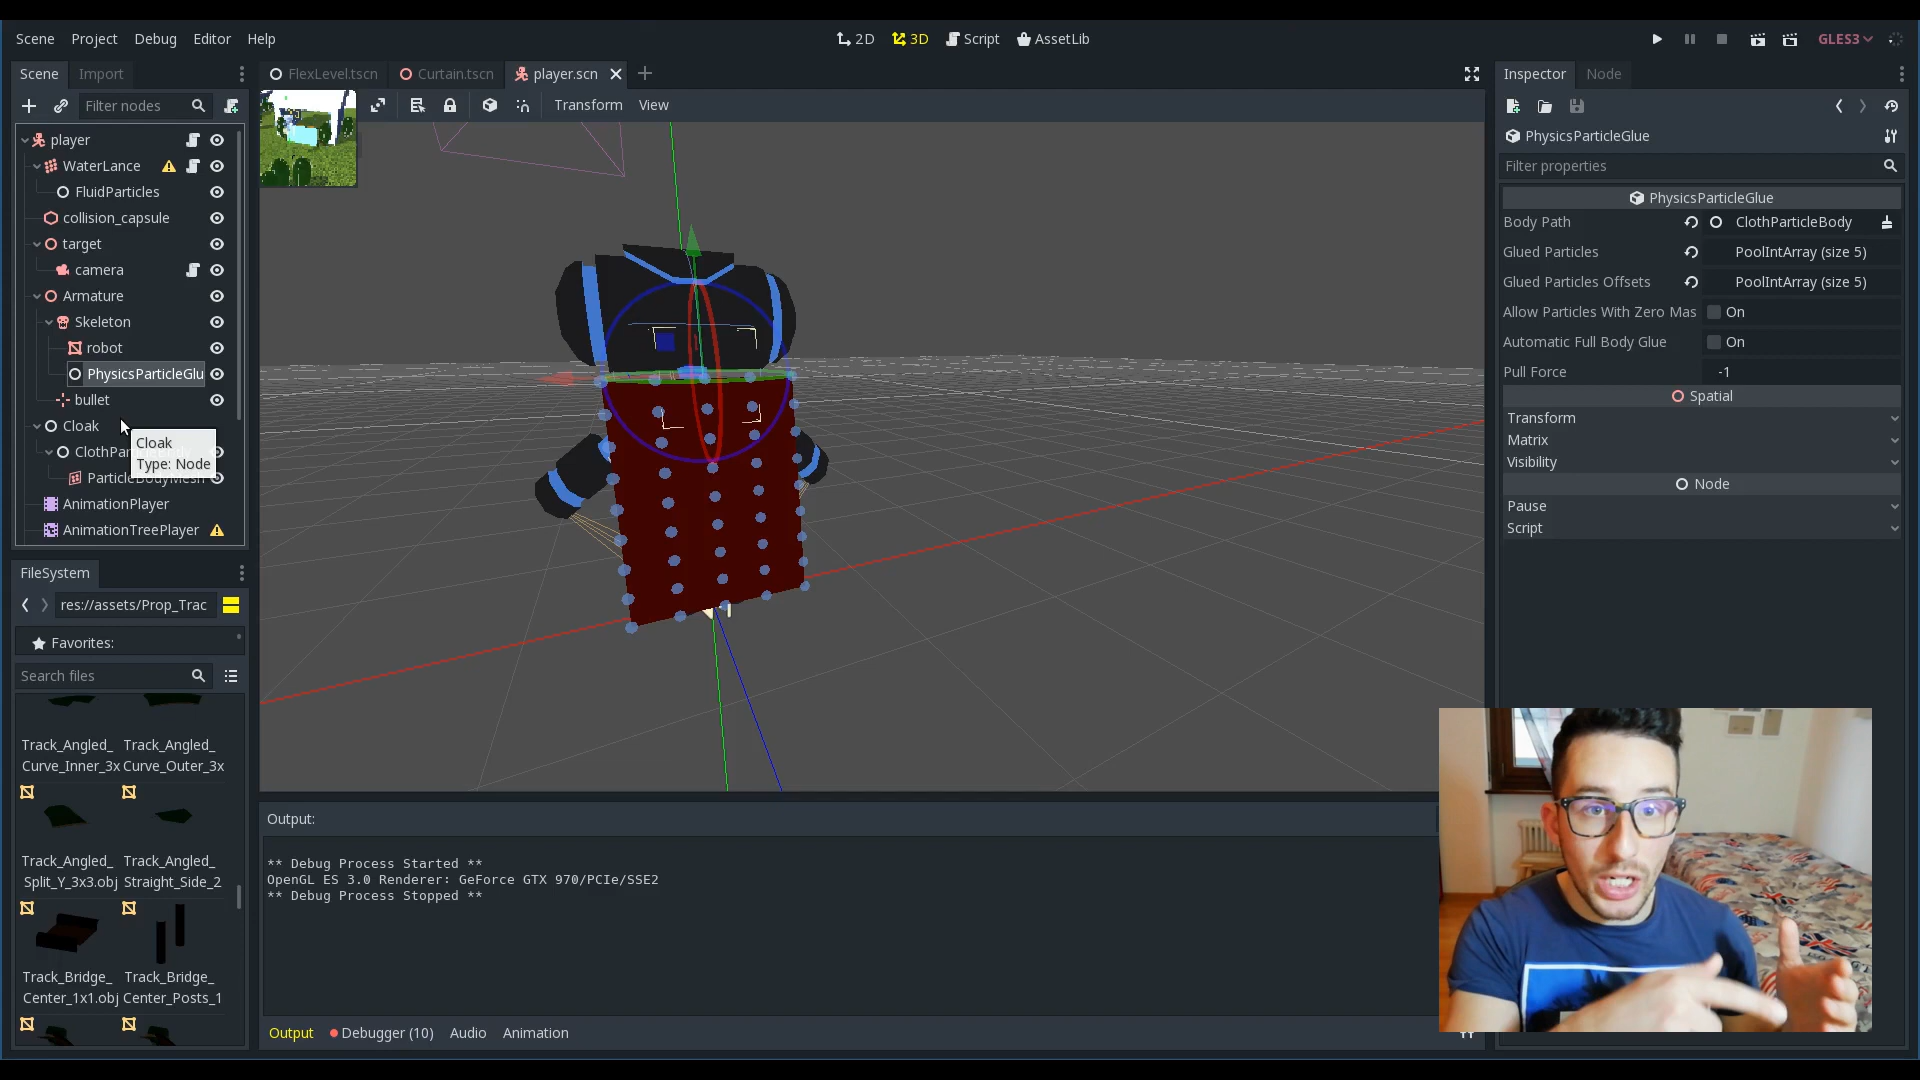 Scene Project Debug Editor Help
2D 3D Script AssetLib
GLES3
Scene Import
Filter nodes
player
WaterLance
FluidParticles
collision_capsule
target
camera
Armature
Skeleton
robot
PhysicsParticleGlu
bullet
Cloak
ClothPar
ParticleBodyMesh
AnimationPlayer
AnimationTreePlayer
Cloak
Type: Node
FileSystem
res://assets/Prop_Trac
Favorites:
Search files
Track_Angled_
Curve_Inner_3x
Track_Angled_
Curve_Outer_3x
Track_Angled_
Split_Y_3x3.obj
Track_Angled_
Straight_Side_2
Track_Bridge_
Center_1x1.obj
Track_Bridge_
Center_Posts_1
FlexLevel.tscn Curtain.tscn player.scn
Transform View
Output:
** Debug Process Started **
OpenGL ES 3.0 Renderer: GeForce GTX 970/PCIe/SSE2
** Debug Process Stopped **
Output Debugger (10) Audio Animation
Inspector Node
PhysicsParticleGlue
Filter properties
PhysicsParticleGlue
Body Path ClothParticleBody
Glued Particles PoolIntArray (size 5)
Glued Particles Offsets PoolIntArray (size 5)
Allow Particles With Zero Mas On
Automatic Full Body Glue On
Pull Force -1
Spatial
Transform
Matrix
Visibility
Node
Pause
Script